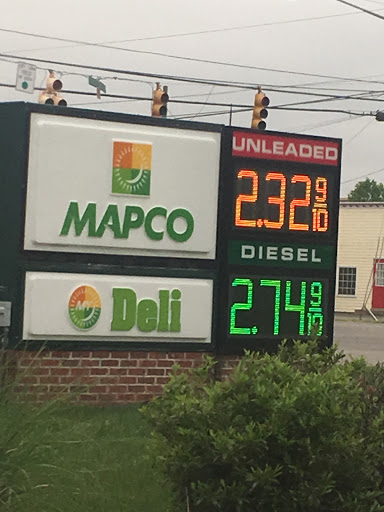 MAPCO
Deli
UNLEADED
2.32 9/10
DIESEL
2.74 9/10